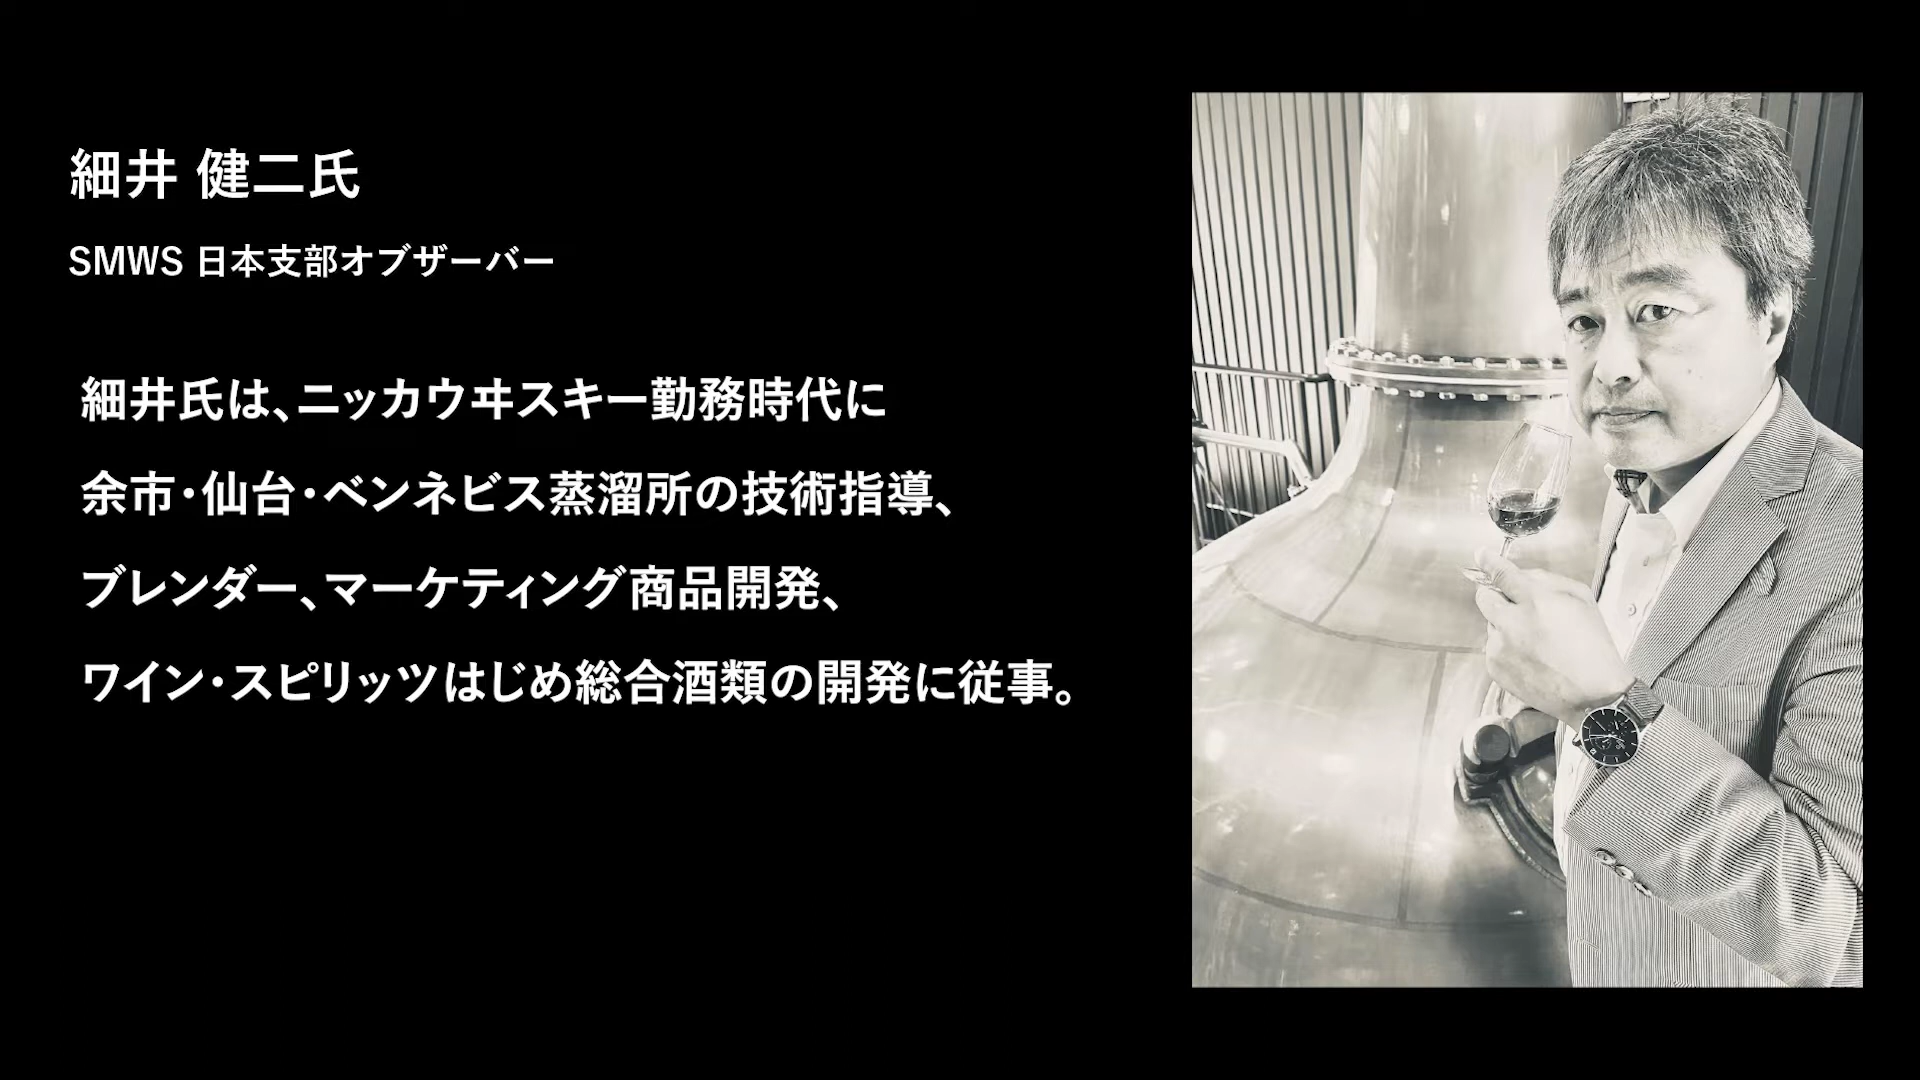 細井 健二氏
SMWS 日本支部オブザーバー
細井氏は、ニッカウヰスキー勤務時代に
余市・仙台・ベンネビス蒸溜所の技術指導、
ブレンダー、マーケティング商品開発、
ワイン・スピリッツはじめ総合酒類の開発に従事。